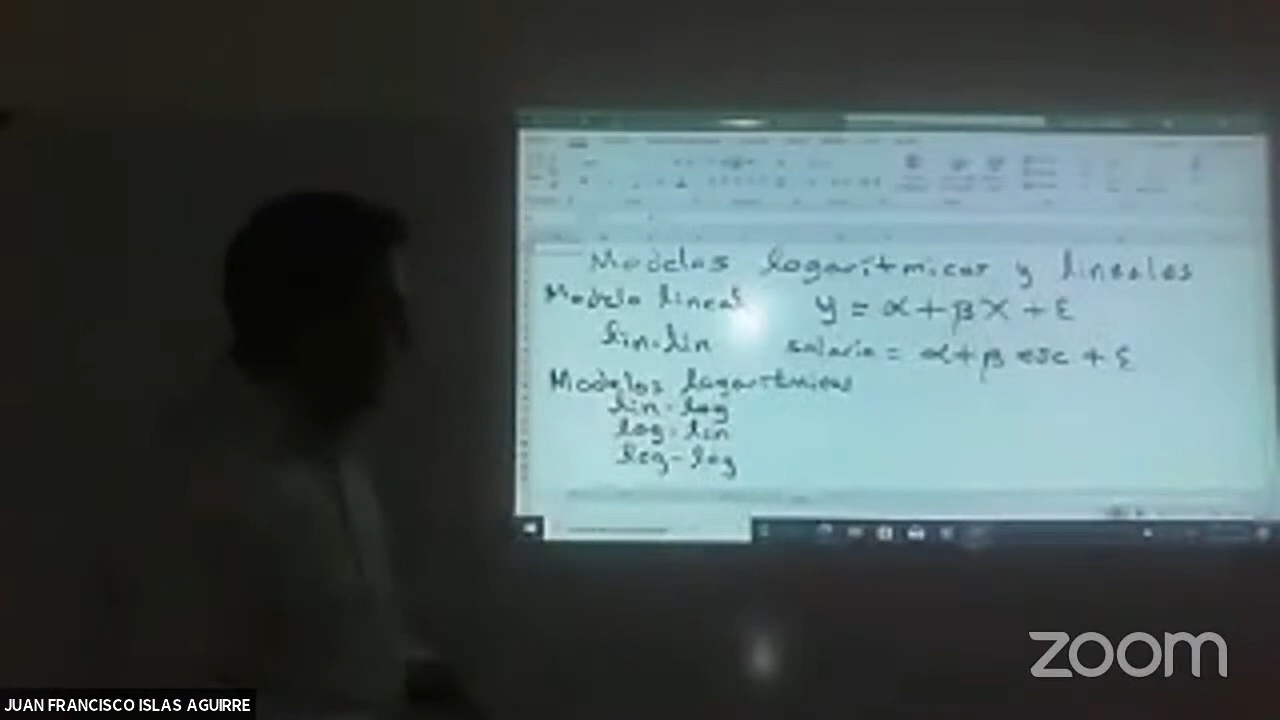 Modelos logarítmicos y lineales
Modelo lineal y = α + β X + ε
lin-lin salario = α + β esc + ε
Modelos logarítmicos
lin-log
log-lin
log-log
zoom
JUAN FRANCISCO ISLAS AGUIRRE